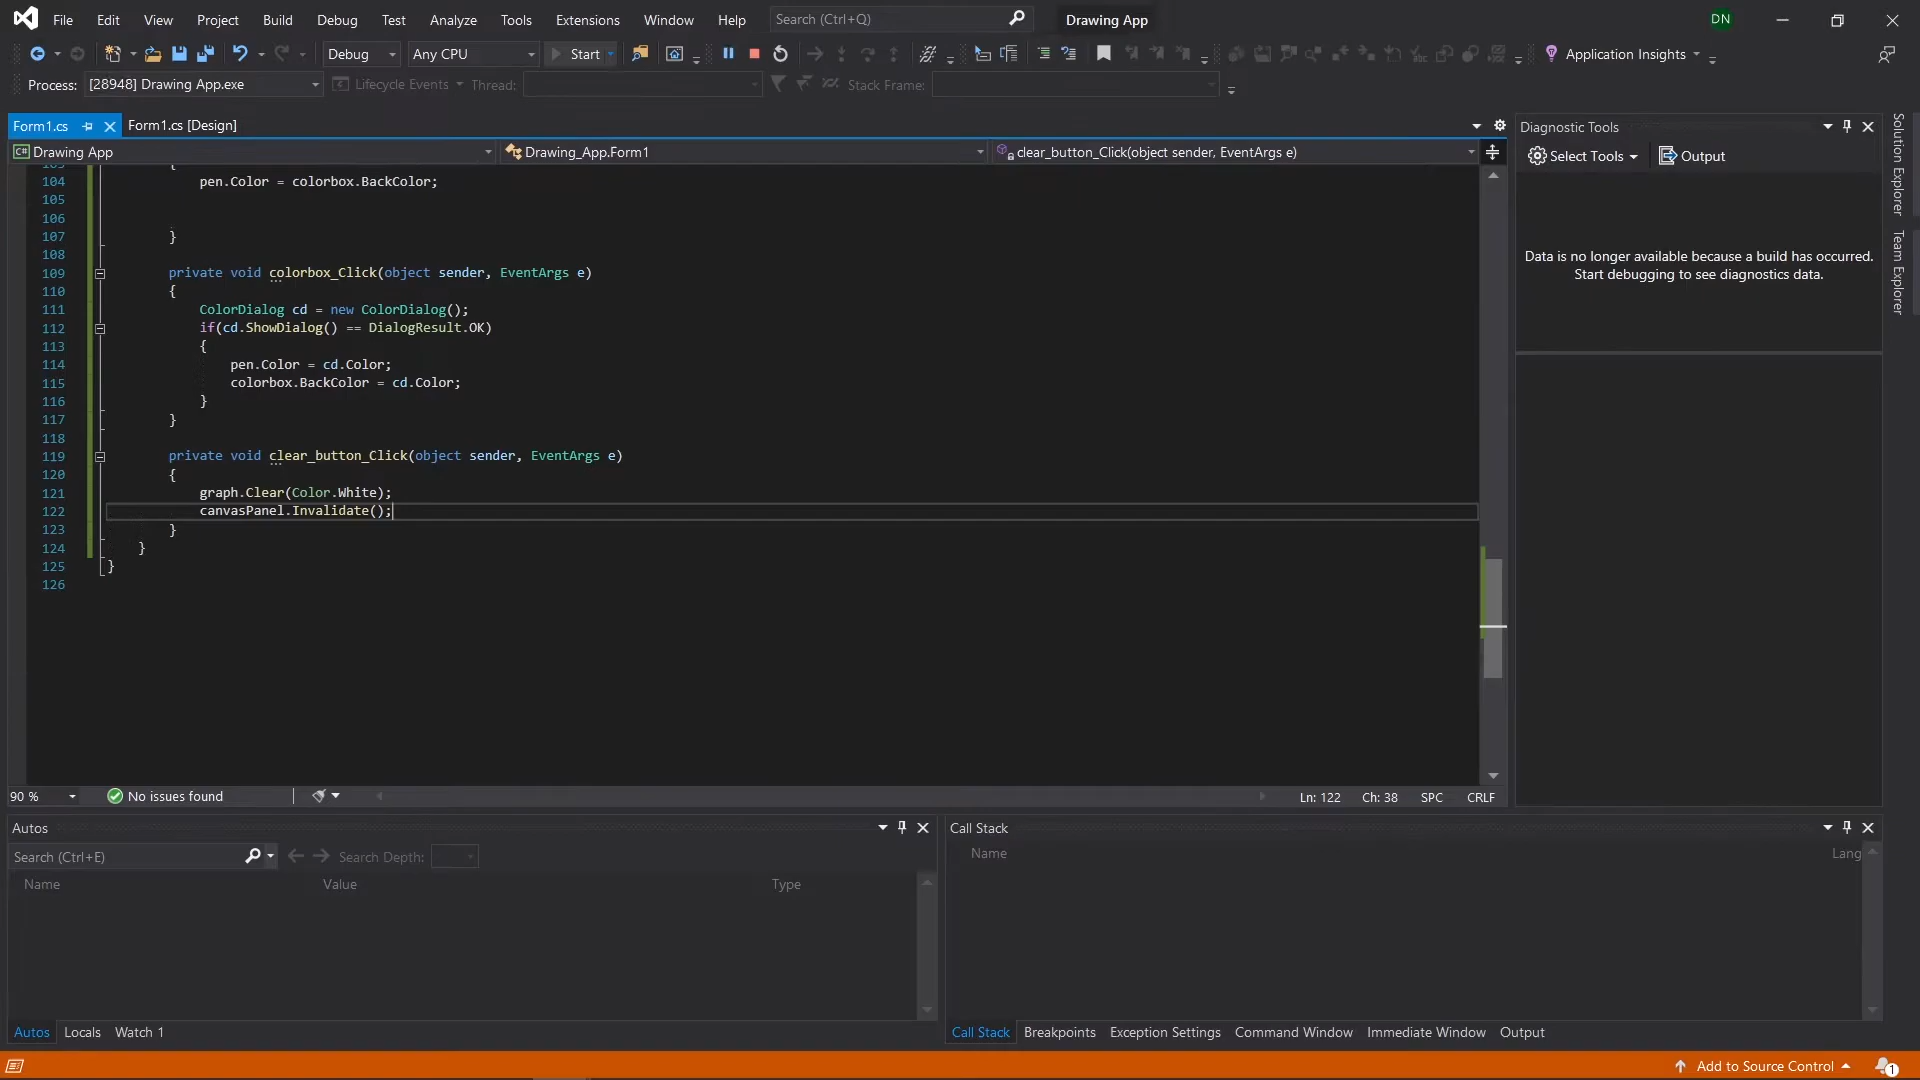 File Edit View Project Build Debug Test Analyze Tools Extensions Window Help Search (Ctrl+Q) Drawing App DN
Debug Any CPU Start Application Insights
Process: [28948] Drawing App.exe Lifecycle Events Thread: Stack Frame:
Form1.cs Form1.cs [Design]
Drawing App Drawing_App.Form1 clear_button_Click(object sender, EventArgs e)
103 {
104 pen.Color = colorbox.BackColor;
105
106
107 }
108
109 private void colorbox_Click(object sender, EventArgs e)
110 {
111 ColorDialog cd = new ColorDialog();
112 if(cd.ShowDialog() == DialogResult.OK)
113 {
114 pen.Color = cd.Color;
115 colorbox.BackColor = cd.Color;
116 }
117 }
118
119 private void clear_button_Click(object sender, EventArgs e)
120 {
121 graph.Clear(Color.White);
122 canvasPanel.Invalidate();
123 }
124 }
125 }
126
90 % No issues found Ln: 122 Ch: 38 SPC CRLF
Diagnostic Tools
Select Tools Output
Data is no longer available because a build has occurred.
Start debugging to see diagnostics data.
Solution Explorer
Team Explorer
Autos
Search (Ctrl+E) Search Depth:
Name Value Type
Autos Locals Watch 1
Call Stack
Name Lang
Call Stack Breakpoints Exception Settings Command Window Immediate Window Output
Add to Source Control 1